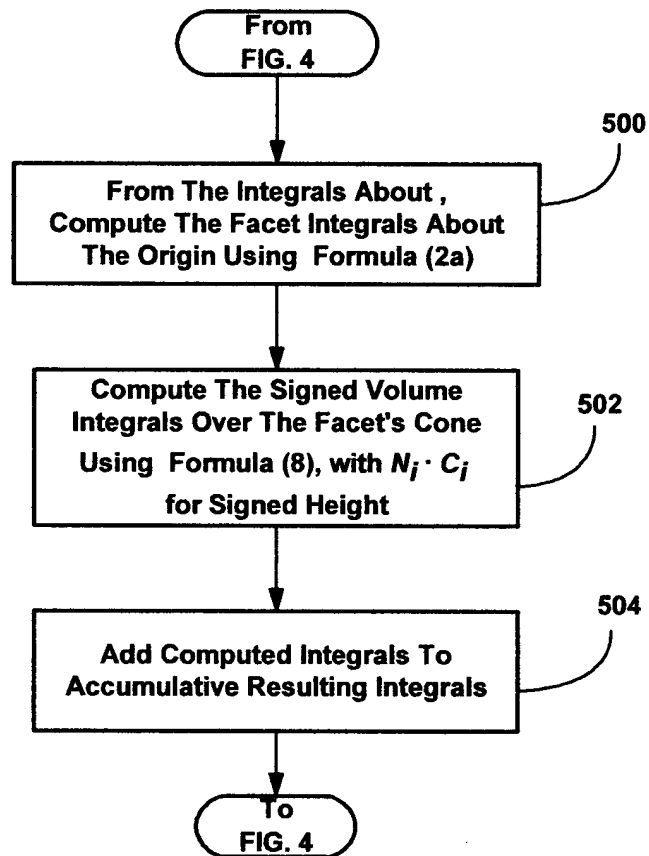 From
FIG. 4
500
From The Integrals About ,
Compute The Facet Integrals About
The Origin Using Formula (2a)
Compute The Signed Volume
Integrals Over The Facet's Cone
Using Formula (8), with Nᵢ · Cᵢ
for Signed Height
502
504
Add Computed Integrals To
Accumulative Resulting Integrals
To
FIG. 4